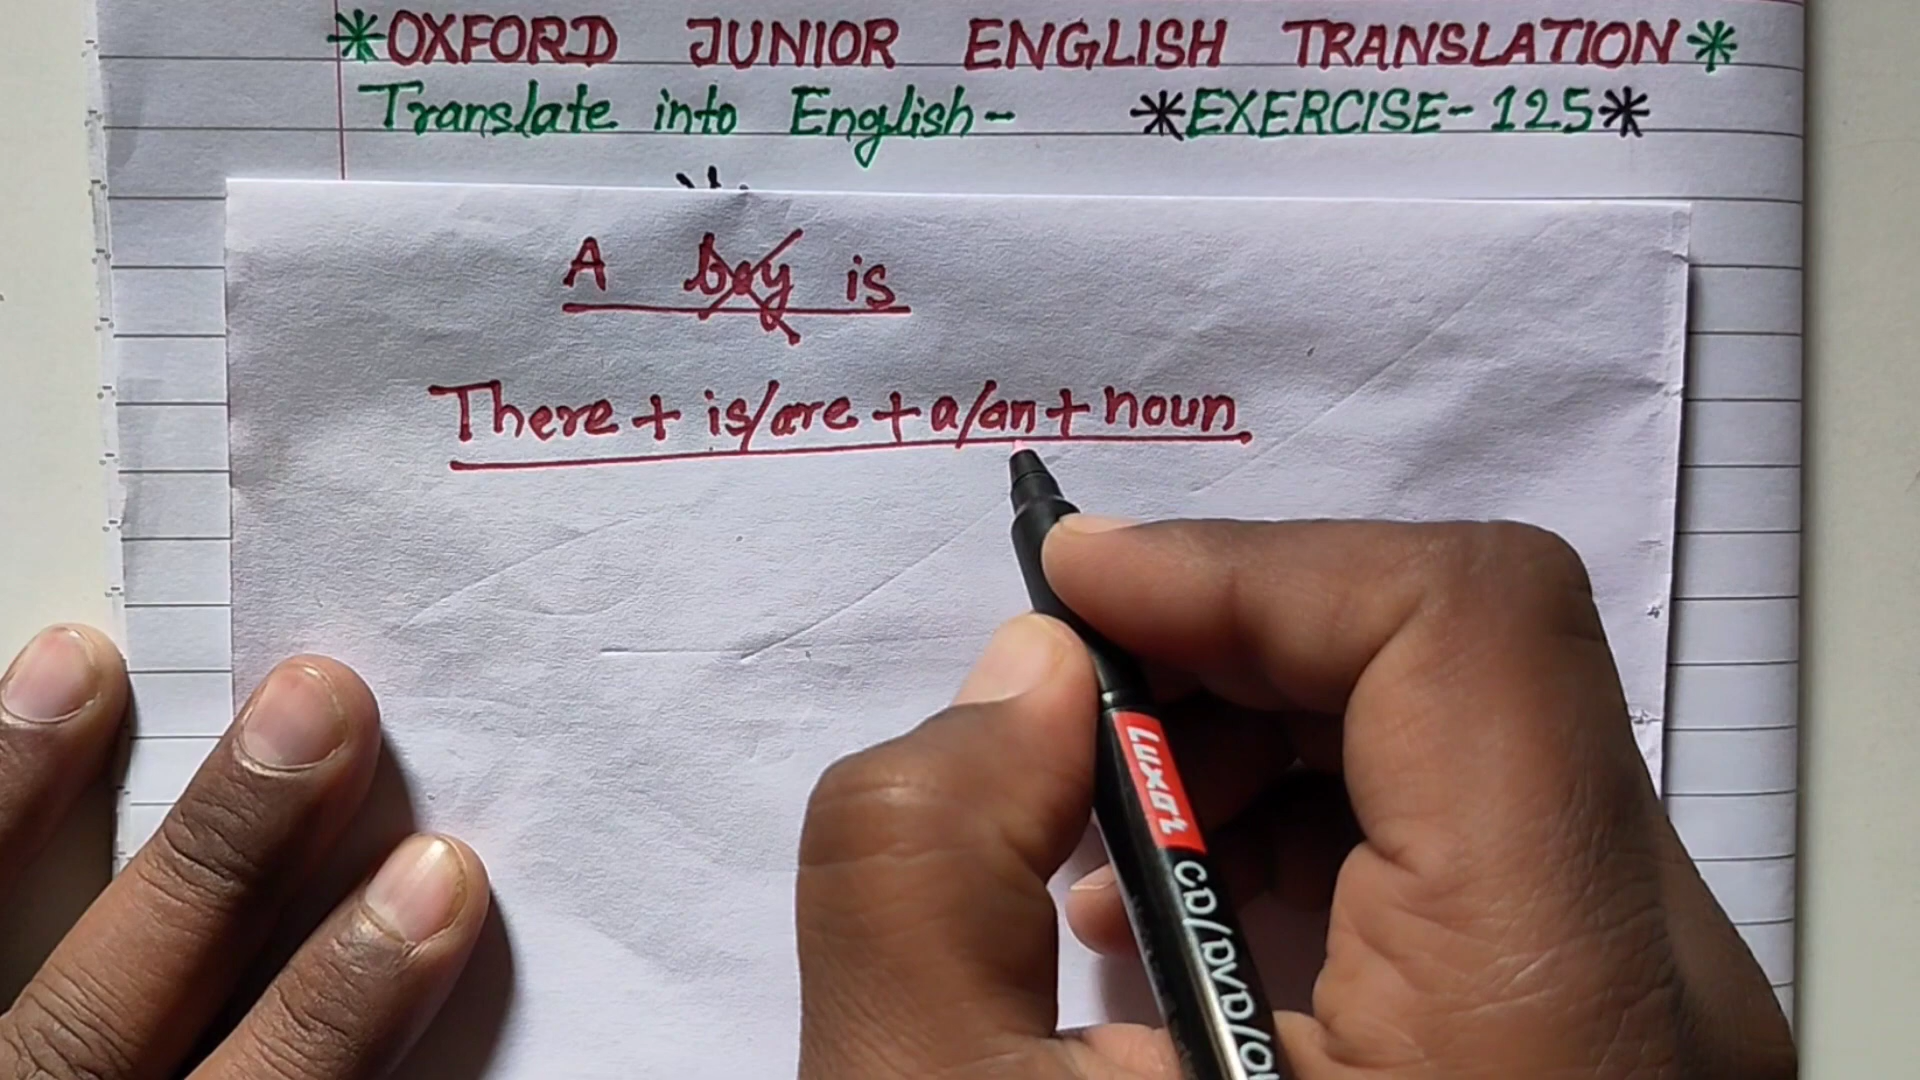 *OXFORD JUNIOR ENGLISH TRANSLATION*
Translate into English- *EXERCISE-125*
A boy is
There + is/are + a/an + noun
LUXOR
CD/DVD/O